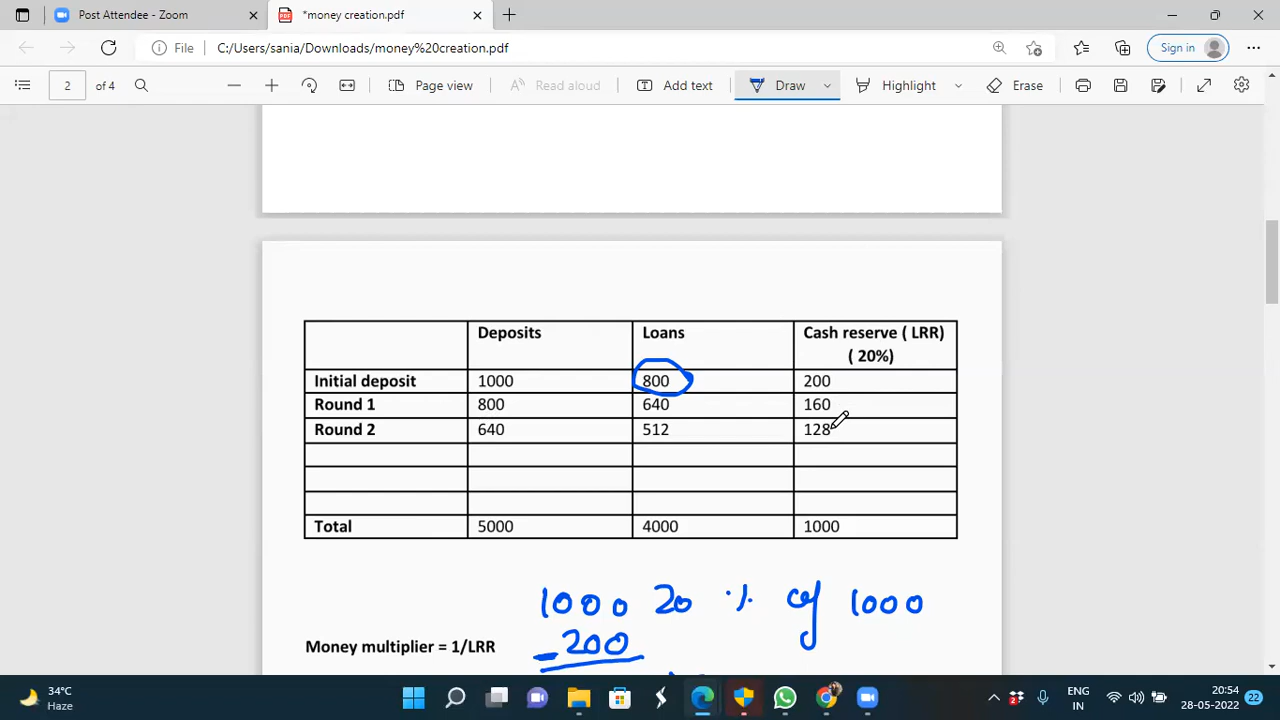 Post Attendee - Zoom
*money creation.pdf
File C:/Users/sania/Downloads/money%20creation.pdf Sign in
2 of 4 Page view Read aloud Add text Draw Highlight Erase
Deposits Loans Cash reserve ( LRR) ( 20%)
Initial deposit 1000 800 200
Round 1 800 640 160
Round 2 640 512 128
Total 5000 4000 1000
1000 20 % of 1000
-200
Money multiplier = 1/LRR
34°C
Haze
ENG
IN
20:54
28-05-2022
22